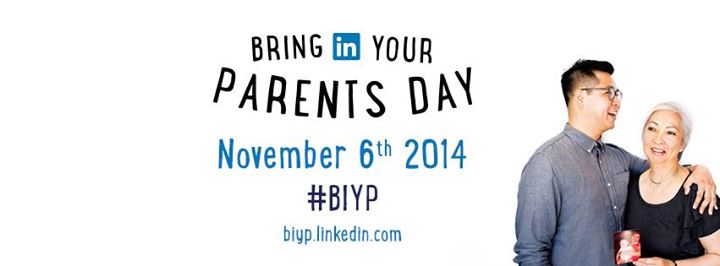 BRING in YOUR
PARENTS DAY
November 6th 2014
#BIYP
biyp.linkedin.com